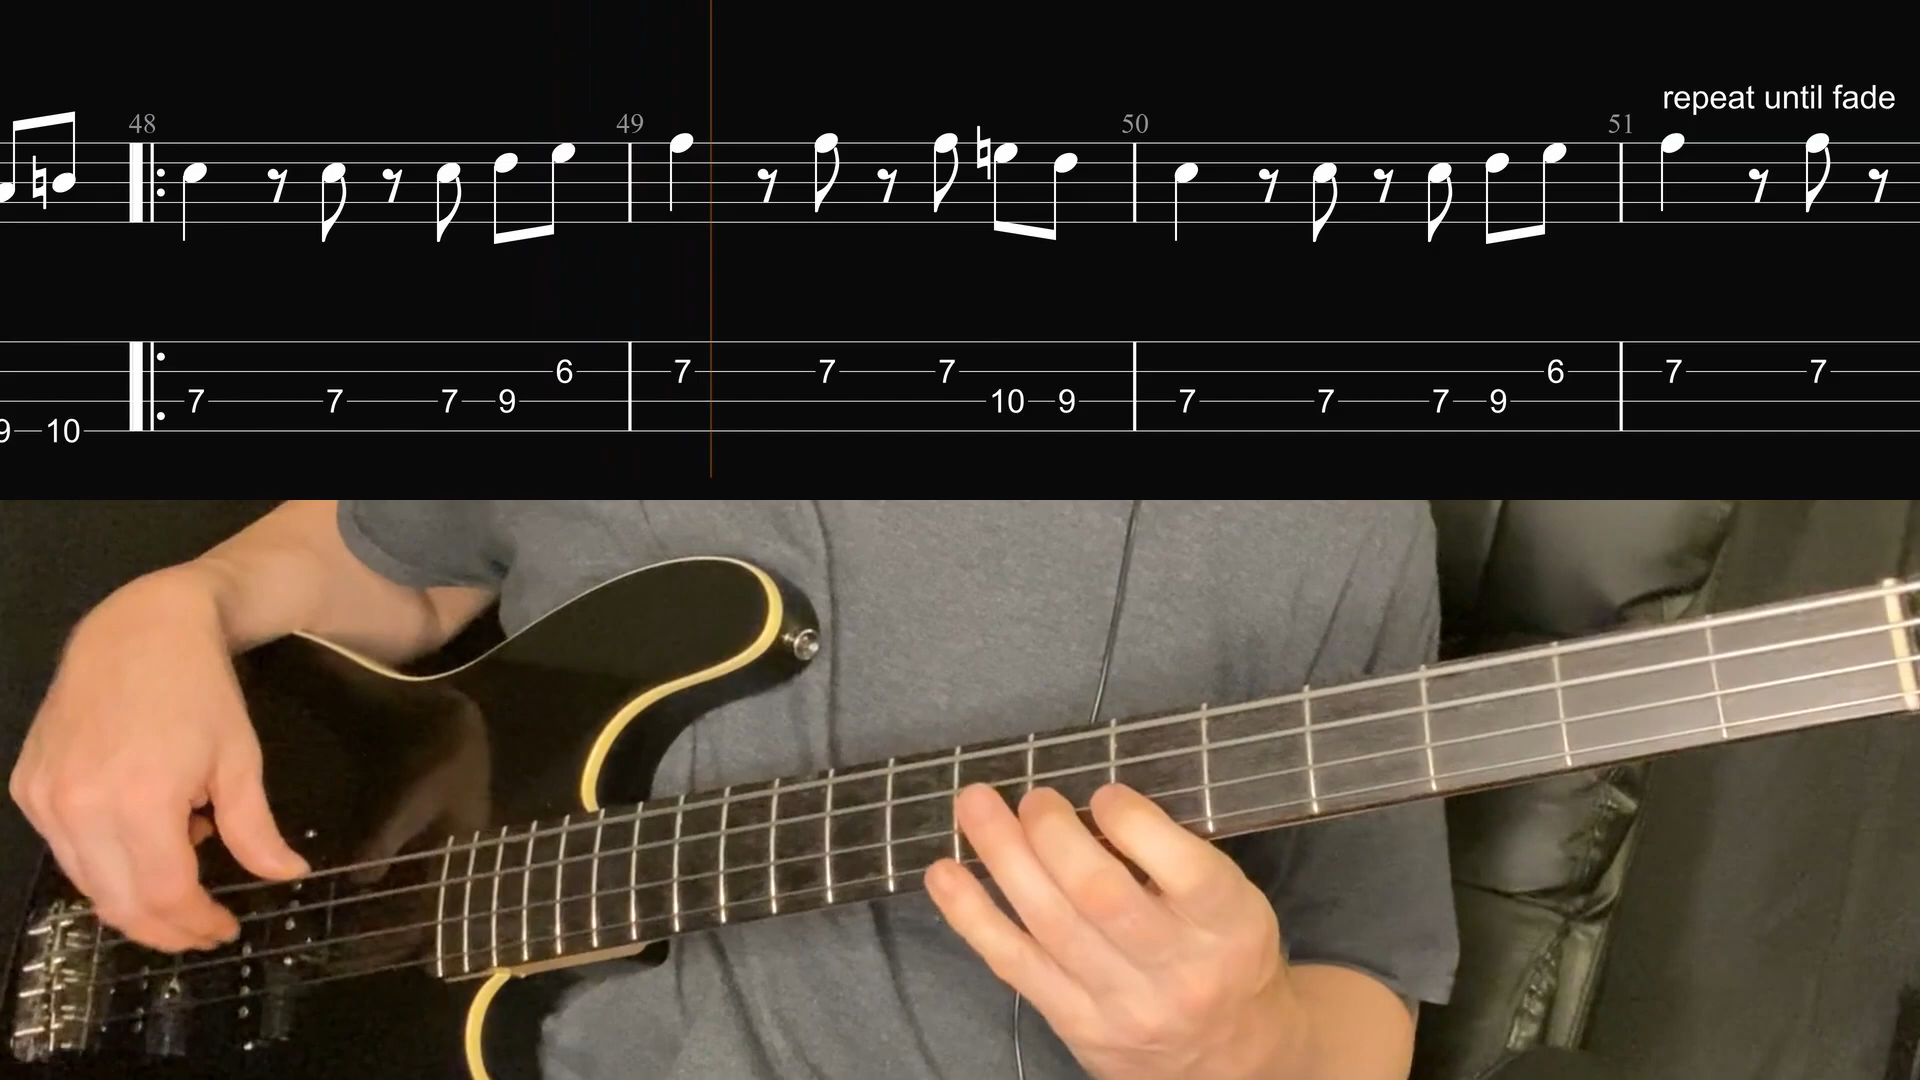 repeat until fade
48 49 50 51
6 7 7 7 6 7 7
7 7 7 9 10 9 7 7 7 9
9 10